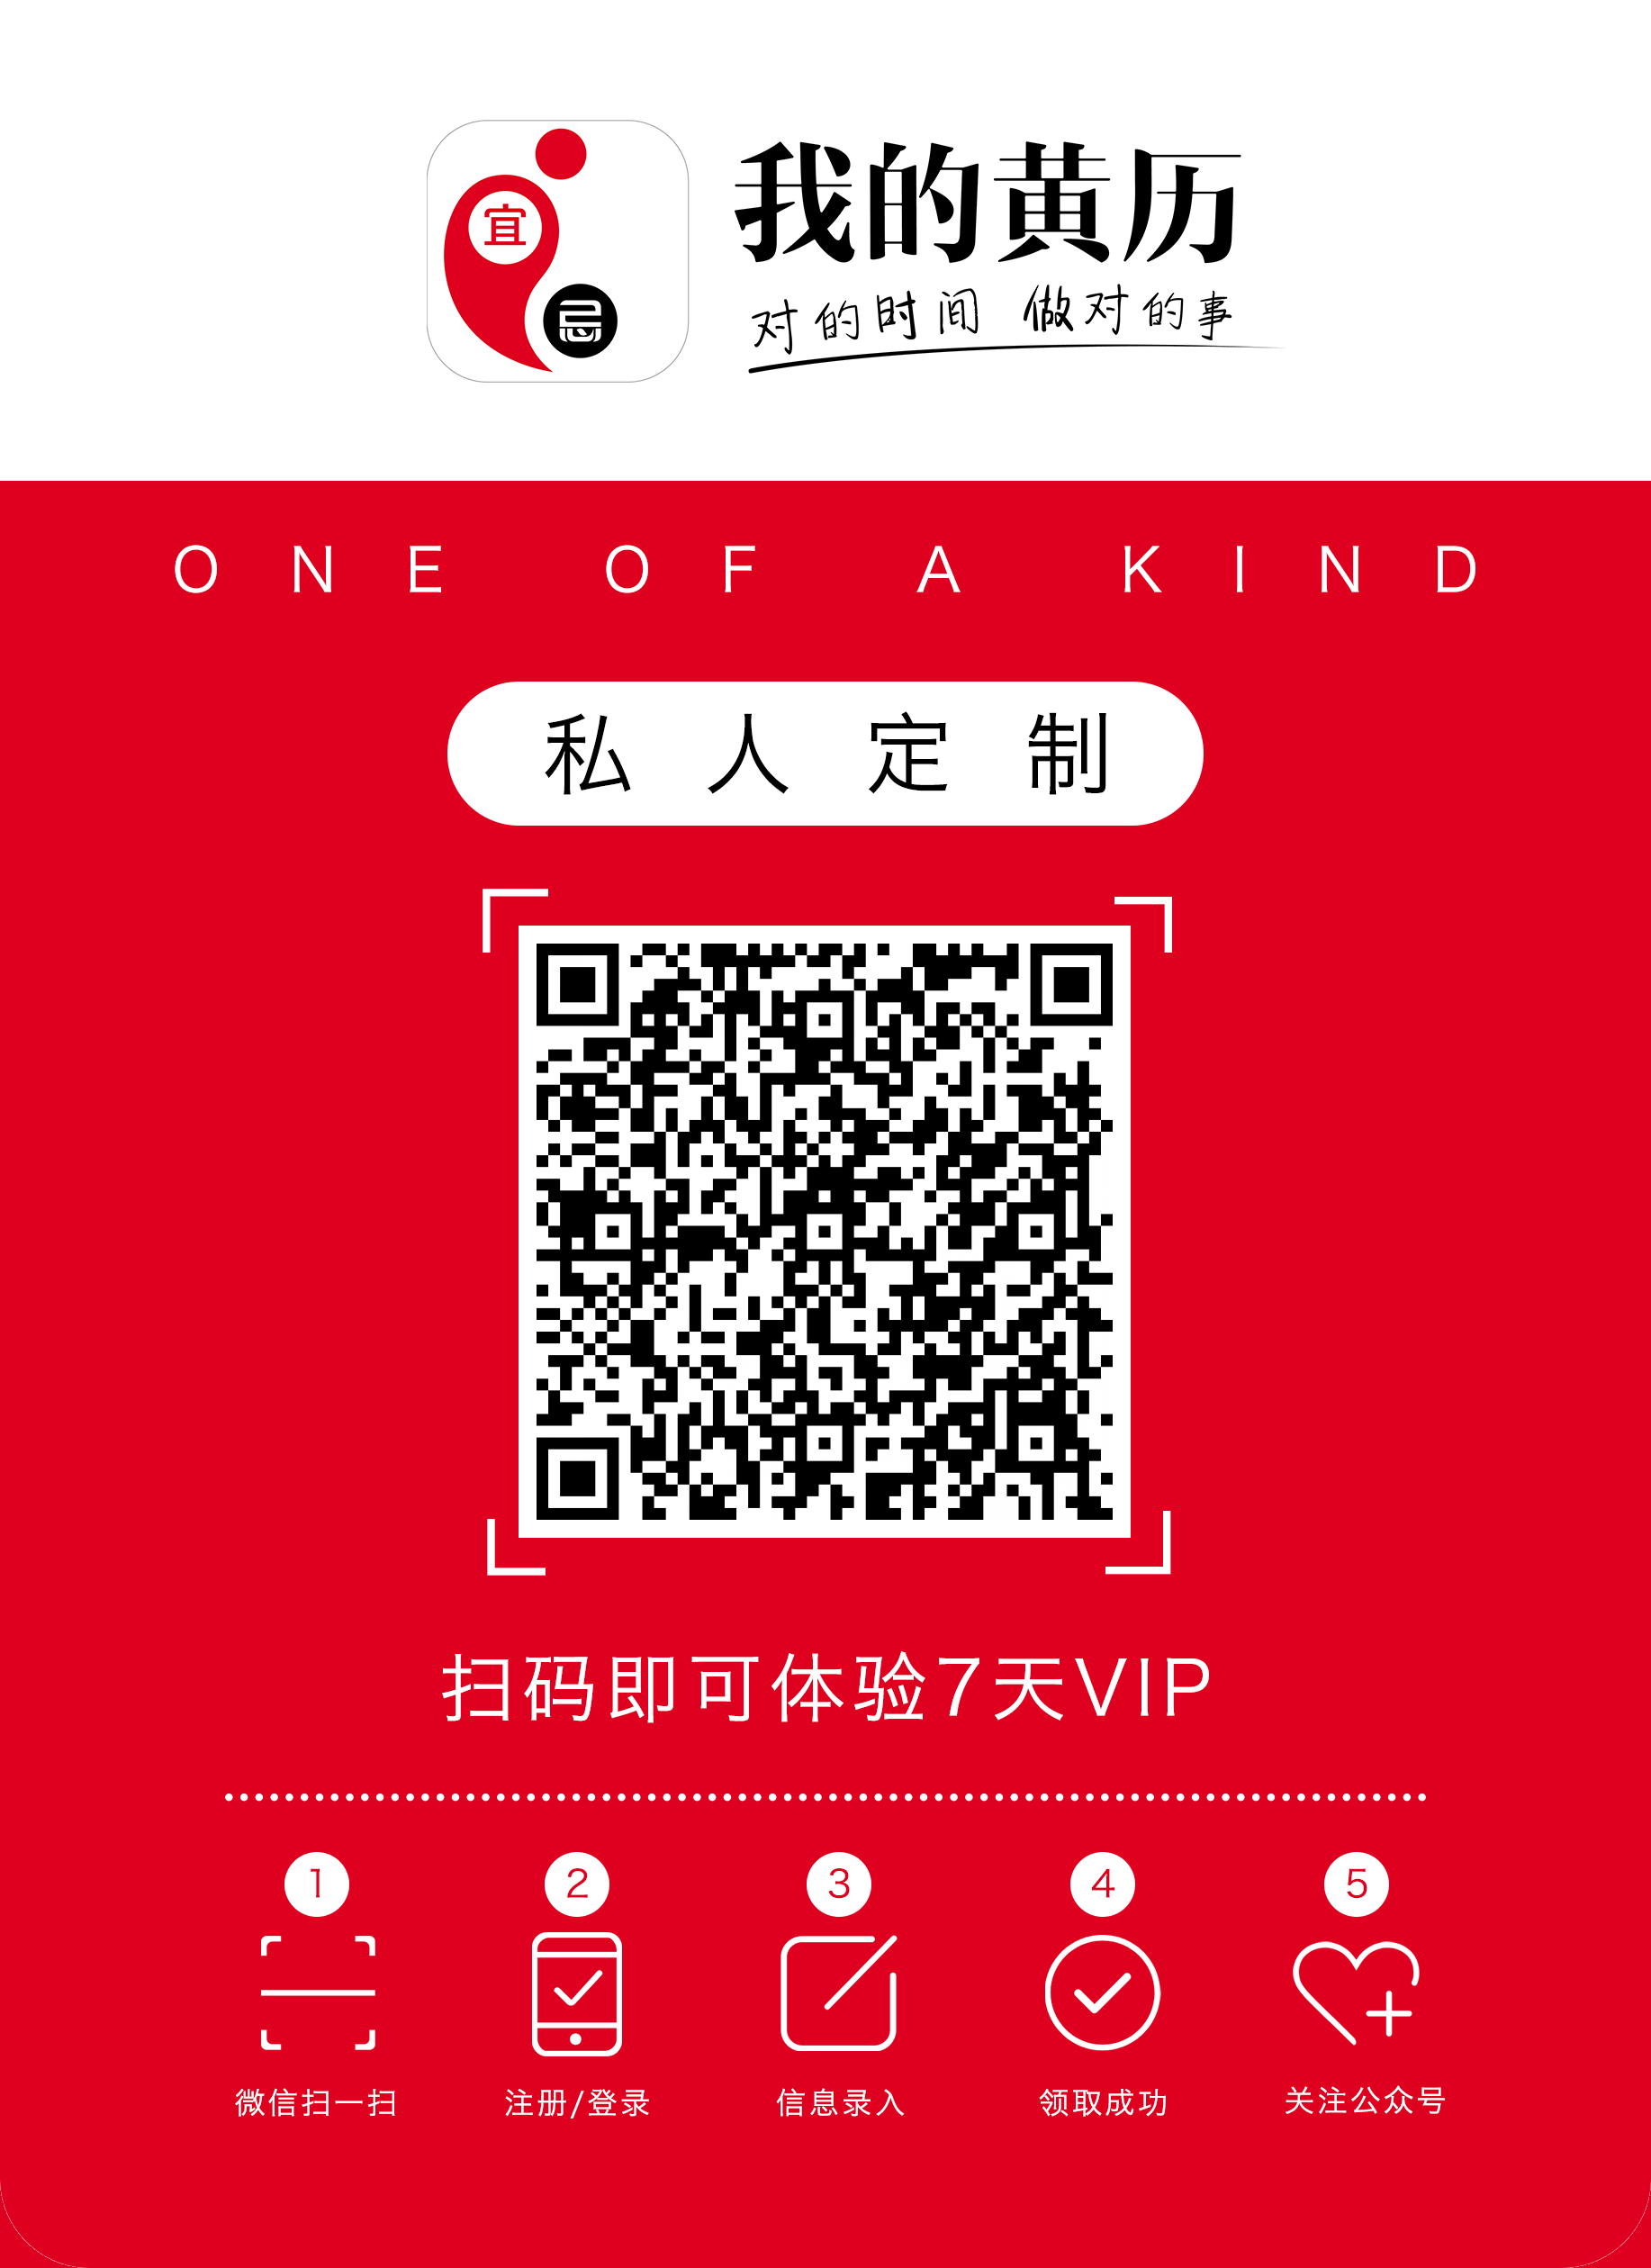 宜
忌
我的黄历
对的时间 做对的事
ONE OF A KIND
私人定制
扫码即可体验7天VIP
1 2 3 4 5
微信扫一扫 注册/登录 信息录入 领取成功 关注公众号